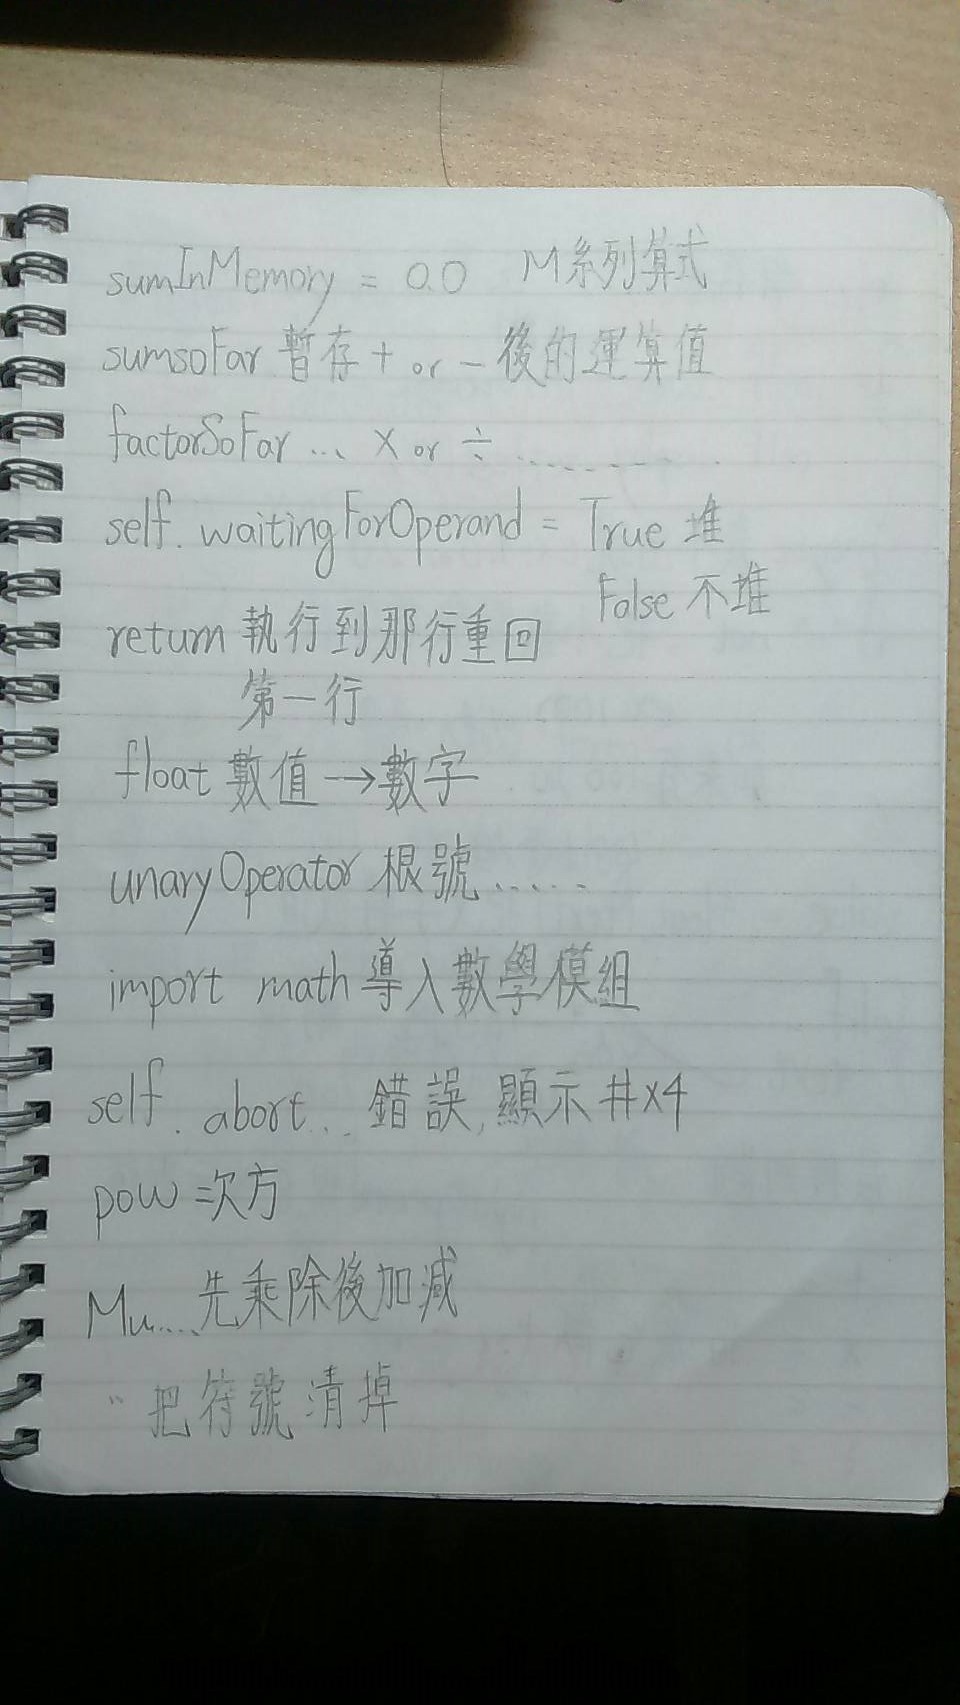 sumInMemory = 0.0 M系列算式
sumsoFar 暫存 + or - 後的運算值
factorSoFar ... × or ÷ ........
self. waitingForOperand = True 堆
False 不堆
return 執行到那行重回
第一行
float 數值 → 數字
unaryOperator 根號.....
import math 導入數學模組
self. abort... 錯誤,顯示 #×4
pow 次方
Mu.... 先乘除後加減
" 把符號清掉